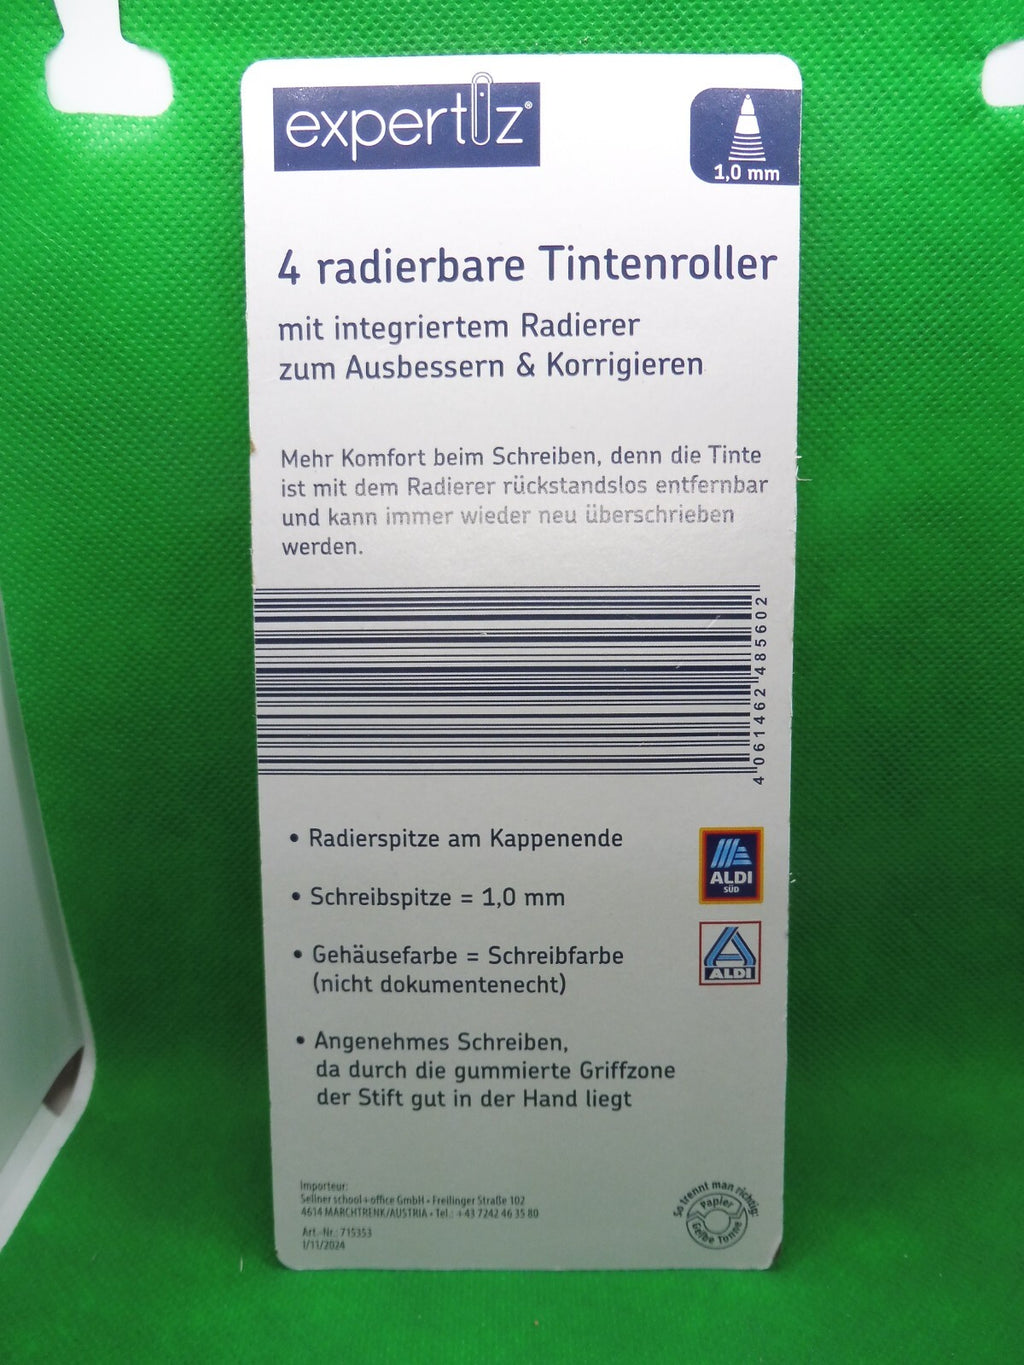 expertiz®
1,0 mm
4 radierbare Tintenroller
mit integriertem Radierer
zum Ausbessern & Korrigieren
Mehr Komfort beim Schreiben, denn die Tinte
ist mit dem Radierer rückstandslos entfernbar
und kann immer wieder neu überschrieben
werden.
4 061462 485602
• Radierspitze am Kappenende
• Schreibspitze = 1,0 mm
• Gehäusefarbe = Schreibfarbe
(nicht dokumentenecht)
• Angenehmes Schreiben,
da durch die gummierte Griffzone
der Stift gut in der Hand liegt
ALDI
SÜD
ALDI
Importeur:
Sellner school+office GmbH • Freilinger Straße 102
4614 MARCHTRENK/AUSTRIA • Tel.: +43 7242 46 35 80
Art.-Nr.: 715353
1/11/2024
So trennt man richtig:
Papier
Gelbe Tonne